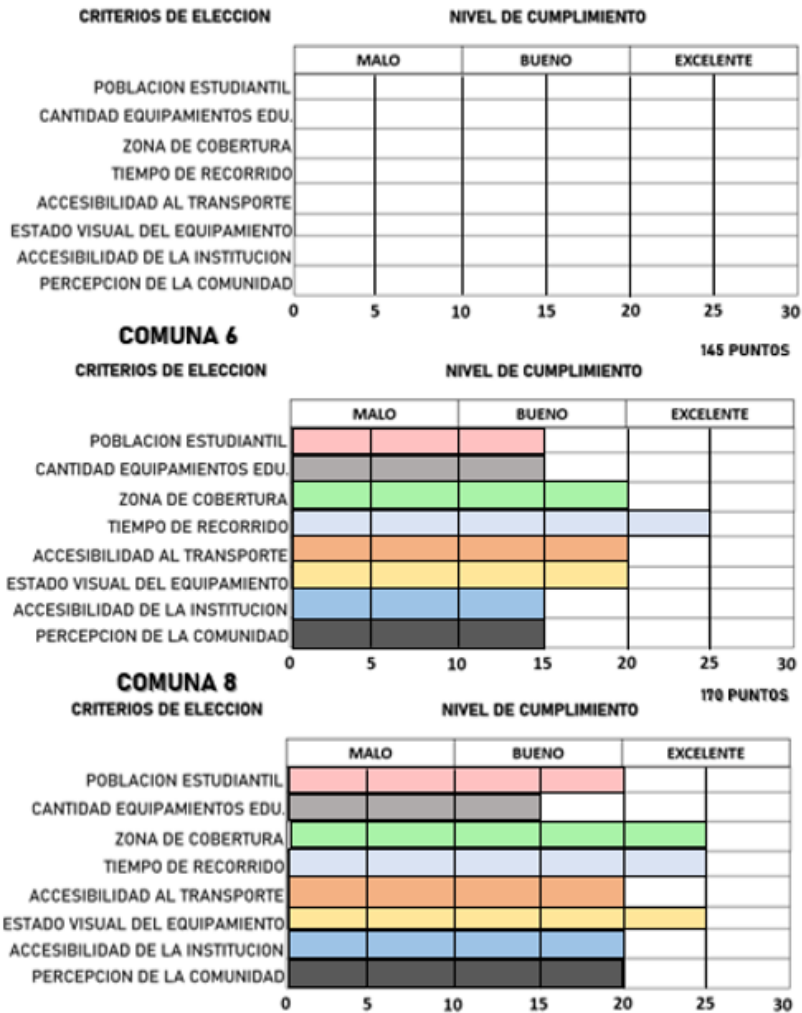 CRITERIOS DE ELECCION NIVEL DE CUMPLIMIENTO
MALO BUENO EXCELENTE
POBLACION ESTUDIANTIL
CANTIDAD EQUIPAMIENTOS EDU.
ZONA DE COBERTURA
TIEMPO DE RECORRIDO
ACCESIBILIDAD AL TRANSPORTE
ESTADO VISUAL DEL EQUIPAMIENTO
ACCESIBILIDAD DE LA INSTITUCION
PERCEPCION DE LA COMUNIDAD
0 5 10 15 20 25 30
COMUNA 6
145 PUNTOS
CRITERIOS DE ELECCION NIVEL DE CUMPLIMIENTO
MALO BUENO EXCELENTE
POBLACION ESTUDIANTIL
CANTIDAD EQUIPAMIENTOS EDU.
ZONA DE COBERTURA
TIEMPO DE RECORRIDO
ACCESIBILIDAD AL TRANSPORTE
ESTADO VISUAL DEL EQUIPAMIENTO
ACCESIBILIDAD DE LA INSTITUCION
PERCEPCION DE LA COMUNIDAD
0 5 10 15 20 25 30
COMUNA 8
170 PUNTOS
CRITERIOS DE ELECCION NIVEL DE CUMPLIMIENTO
MALO BUENO EXCELENTE
POBLACION ESTUDIANTIL
CANTIDAD EQUIPAMIENTOS EDU.
ZONA DE COBERTURA
TIEMPO DE RECORRIDO
ACCESIBILIDAD AL TRANSPORTE
ESTADO VISUAL DEL EQUIPAMIENTO
ACCESIBILIDAD DE LA INSTITUCION
PERCEPCION DE LA COMUNIDAD
0 5 10 15 20 25 30